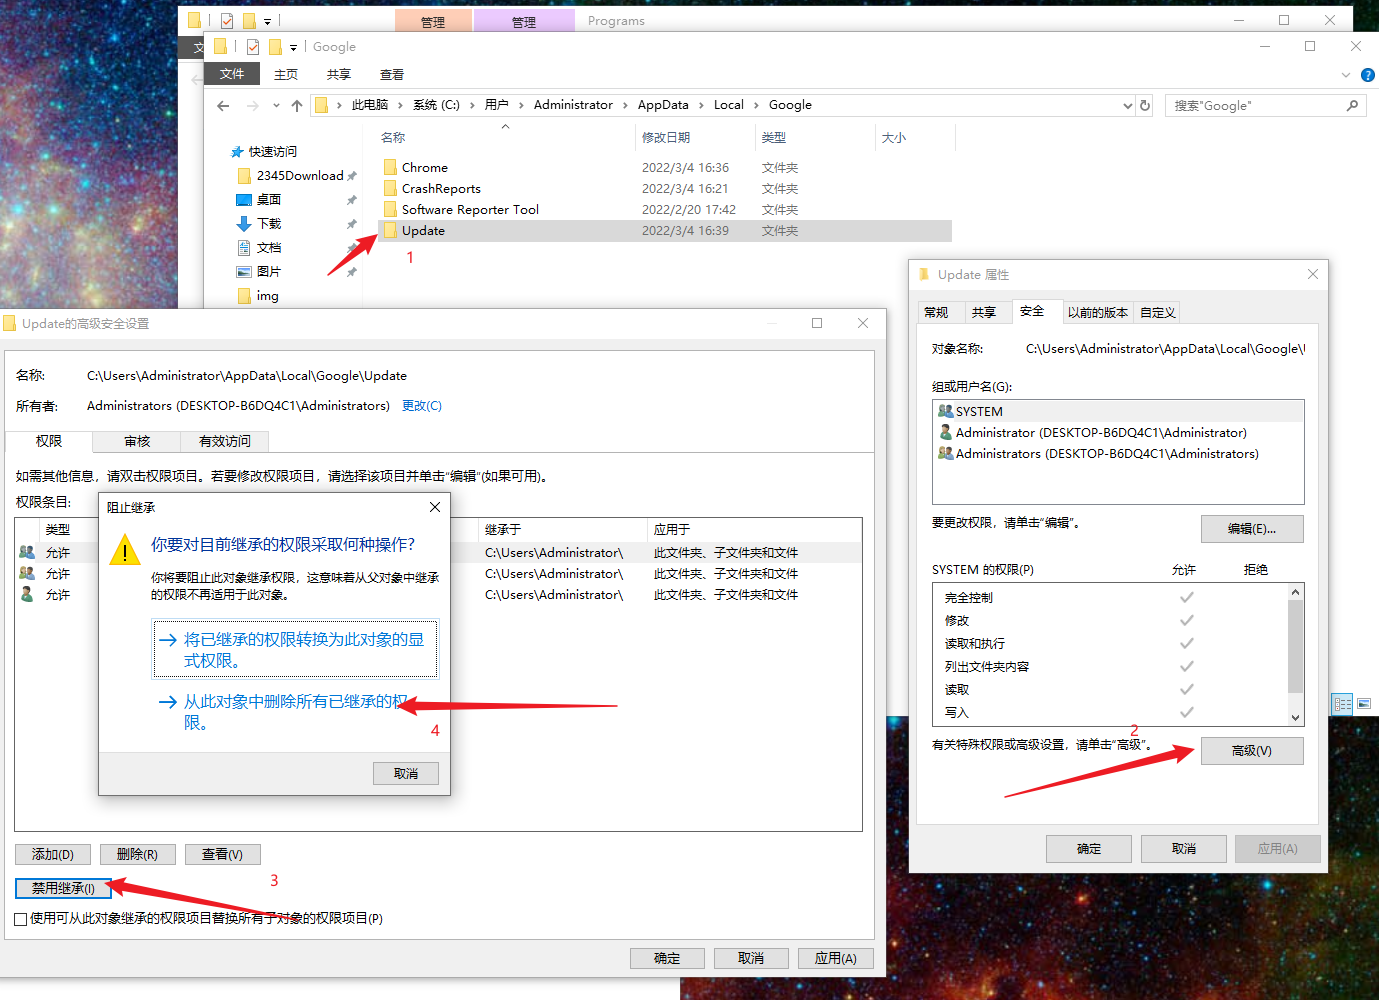 管理
管理
Programs
文
Google
文件
主页
共享
查看
此电脑
系统 (C:)
用户
Administrator
AppData
Local
Google
搜索"Google"
名称
修改日期
类型
大小
快速访问
2345Download
桌面
下载
文档
图片
img
Chrome
2022/3/4 16:36
文件夹
CrashReports
2022/3/4 16:21
文件夹
Software Reporter Tool
2022/2/20 17:42
文件夹
Update
2022/3/4 16:39
文件夹
1
Update 属性
常规
共享
安全
以前的版本
自定义
对象名称:
C:\Users\Administrator\AppData\Local\Google\U
组或用户名(G):
SYSTEM
Administrator (DESKTOP-B6DQ4C1\Administrator)
Administrators (DESKTOP-B6DQ4C1\Administrators)
要更改权限，请单击“编辑”。
编辑(E)...
SYSTEM 的权限(P)
允许
拒绝
完全控制
修改
读取和执行
列出文件夹内容
读取
写入
2
有关特殊权限或高级设置，请单击“高级”。
高级(V)
确定
取消
应用(A)
Update的高级安全设置
名称:
C:\Users\Administrator\AppData\Local\Google\Update
所有者:
Administrators (DESKTOP-B6DQ4C1\Administrators)
更改(C)
权限
审核
有效访问
如需其他信息，请双击权限项目。若要修改权限项目，请选择该项目并单击“编辑”(如果可用)。
权限条目:
类型
继承于
应用于
允许
C:\Users\Administrator\
此文件夹、子文件夹和文件
允许
C:\Users\Administrator\
此文件夹、子文件夹和文件
允许
C:\Users\Administrator\
此文件夹、子文件夹和文件
阻止继承
你要对目前继承的权限采取何种操作?
你将要阻止此对象继承权限，这意味着从父对象中继承
的权限不再适用于此对象。
将已继承的权限转换为此对象的显
式权限。
从此对象中删除所有已继承的权
限。
4
取消
添加(D)
删除(R)
查看(V)
禁用继承(I)
3
使用可从此对象继承的权限项目替换所有子对象的权限项目(P)
确定
取消
应用(A)